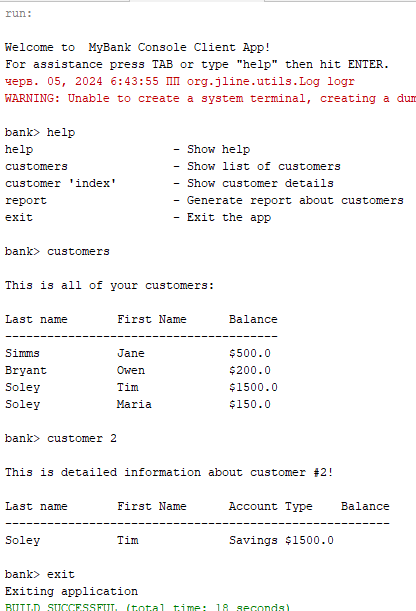 run:
Welcome to  MyBank Console Client App!
For assistance press TAB or type "help" then hit ENTER.
черв. 05, 2024 6:43:55 ПП org.jline.utils.Log logr
WARNING: Unable to create a system terminal, creating a dum
bank> help
help                    - Show help
customers               - Show list of customers
customer 'index'        - Show customer details
report                  - Generate report about customers
exit                    - Exit the app
bank> customers
This is all of your customers:
Last name       First Name      Balance
---------------------------------------
Simms           Jane            $500.0
Bryant          Owen            $200.0
Soley           Tim             $1500.0
Soley           Maria           $150.0
bank> customer 2
This is detailed information about customer #2!
Last name       First Name      Account Type    Balance
-------------------------------------------------------
Soley           Tim             Savings $1500.0
bank> exit
Exiting application
BUILD SUCCESSFUL (total time: 18 seconds)